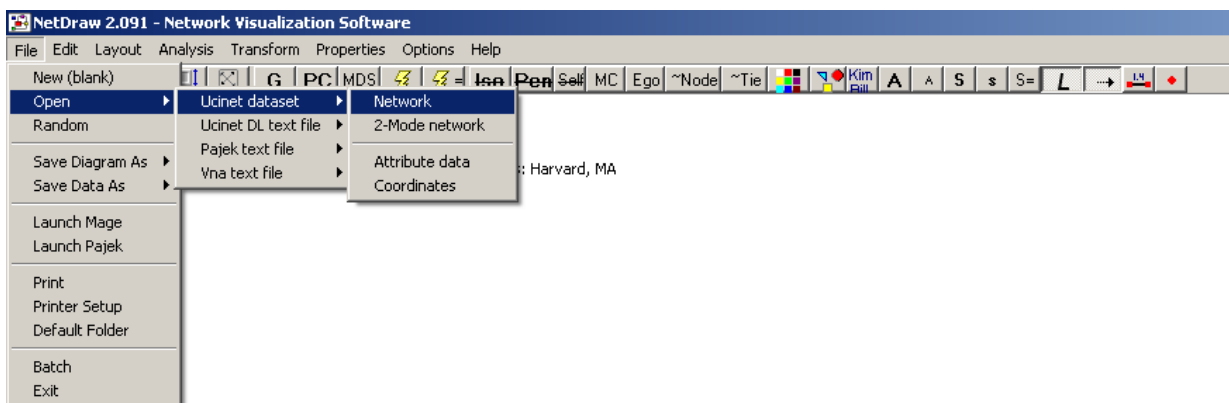 NetDraw 2.091 - Network Visualization Software
File Edit Layout Analysis Transform Properties Options Help
New (blank) G PC MDS = Iso Pen Self MC Ego ~Node ~Tie Kim A A S s S= L 1.4
Bill
Open Ucinet dataset Network
Random Ucinet DL text file 2-Mode network
Pajek text file
Save Diagram As Attribute data : Harvard, MA
Vna text file
Save Data As Coordinates
Launch Mage
Launch Pajek
Print
Printer Setup
Default Folder
Batch
Exit